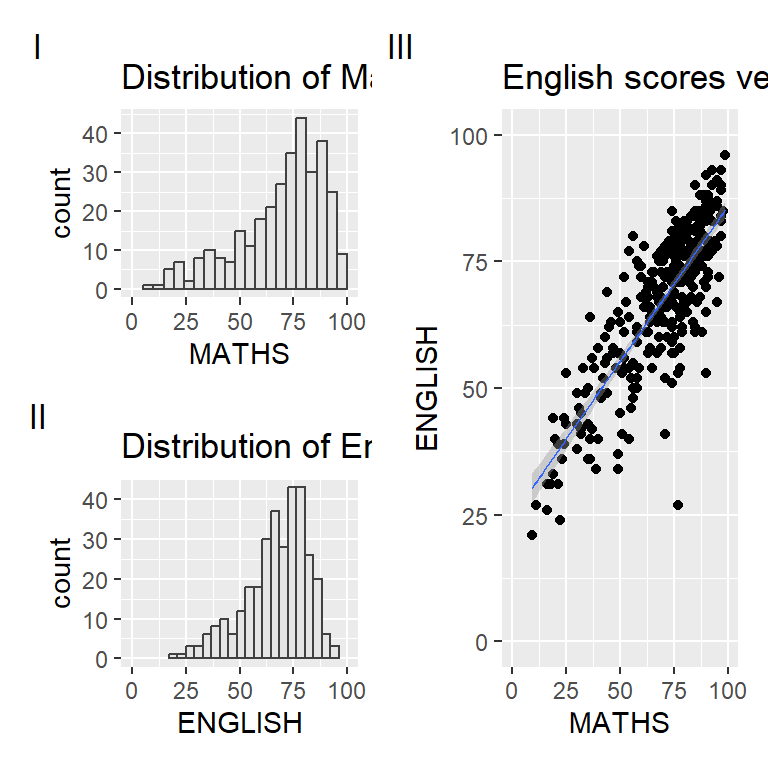 I
Distribution of Ma
count
40
30
20
10
0
0 25 50 75 100
MATHS
II
Distribution of Er
count
40
30
20
10
0
0 25 50 75 100
ENGLISH
III
English scores ve
ENGLISH
100
75
50
25
0
0 25 50 75 100
MATHS